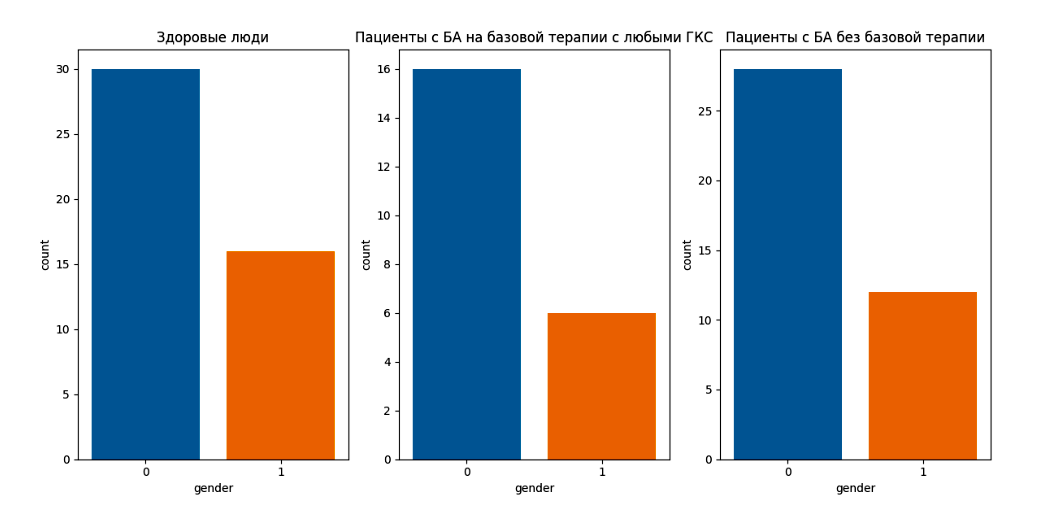 Здоровые люди
30
25
20
15
10
5
0
count
0 1
gender
Пациенты с БА на базовой терапии с любыми ГКС
16
14
12
10
8
6
4
2
0
count
0 1
gender
Пациенты с БА без базовой терапии
25
20
15
10
5
0
count
0 1
gender